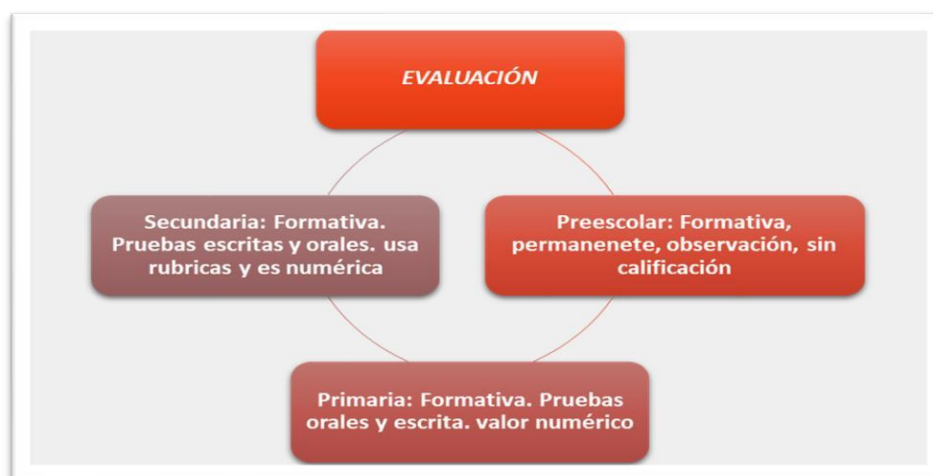 EVALUACIÓN
Secundaria: Formativa.
Pruebas escritas y orales. usa
rubricas y es numérica
Preescolar: Formativa,
permanenete, observación, sin
calificación
Primaria: Formativa. Pruebas
orales y escrita. valor numérico